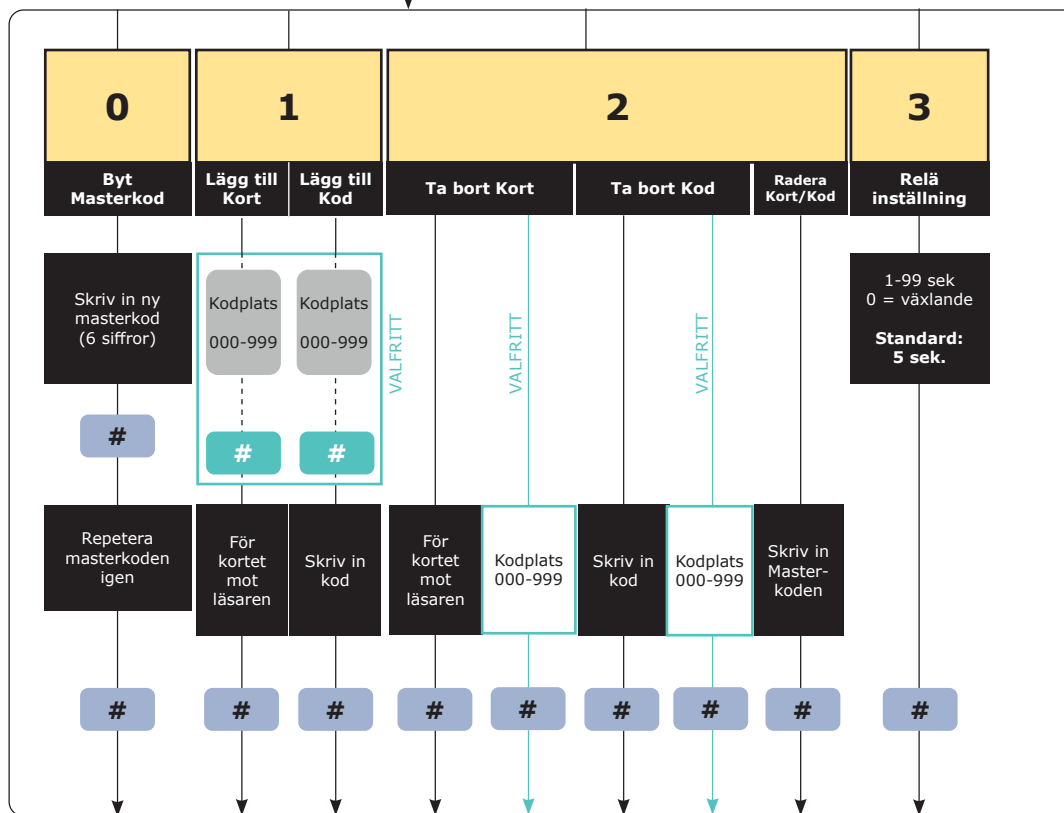 0
1
2
3
Byt
Masterkod
Lägg till
Kort
Lägg till
Kod
Ta bort Kort
Ta bort Kod
Radera
Kort/Kod
Relä
inställning
Skriv in ny
masterkod
(6 siffror)
#
Repetera
masterkoden
igen
#
Kodplats
000-999
#
För
kortet
mot
läsaren
#
Kodplats
000-999
#
Skriv in
kod
#
VALFRITT
För
kortet
mot
läsaren
#
VALFRITT
Kodplats
000-999
#
Skriv in
kod
#
VALFRITT
Kodplats
000-999
#
Skriv in
Master-
koden
#
1-99 sek
0 = växlande
Standard:
5 sek.
#